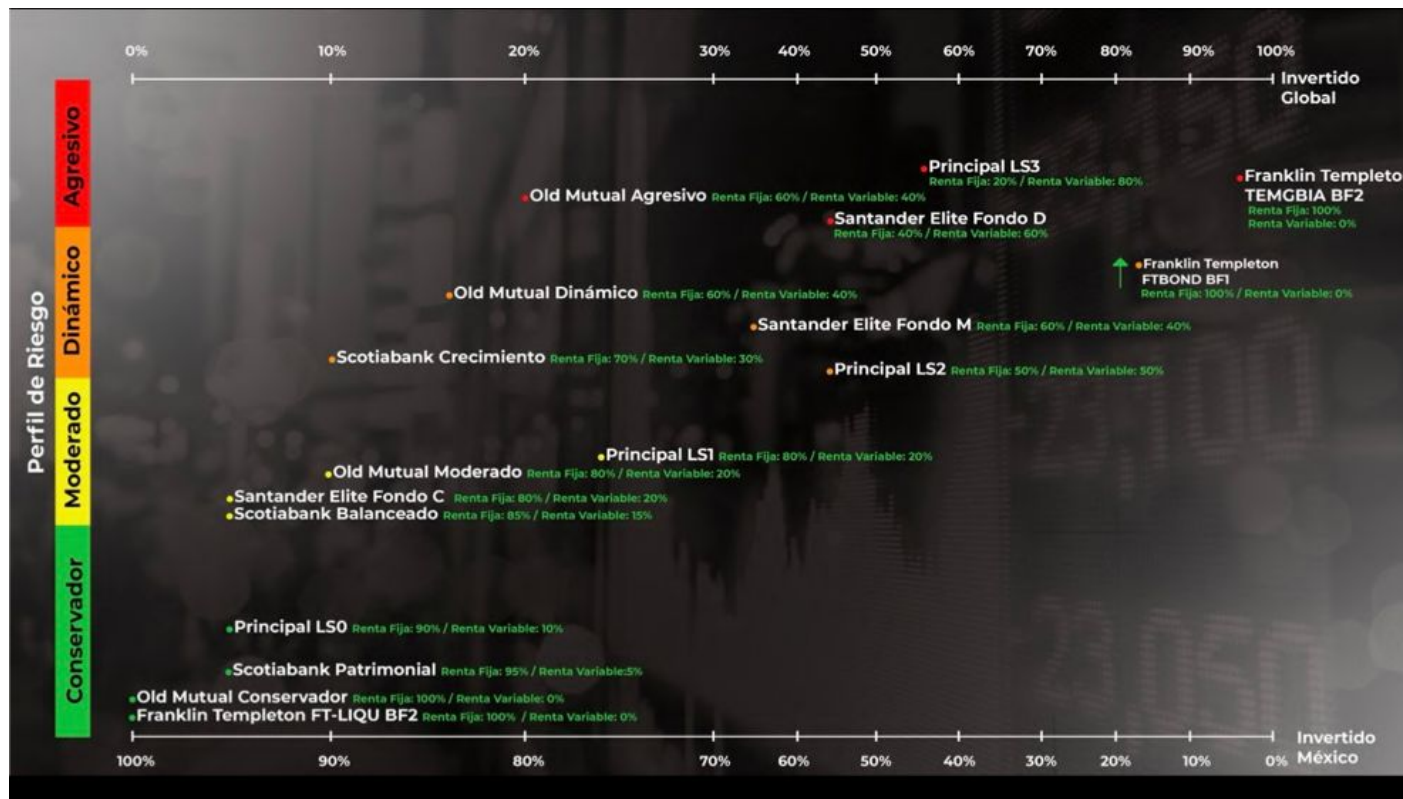 0% 10% 20% 30% 40% 50% 60% 70% 80% 90% 100%
Invertido
Global
Perfil de Riesgo
Agresivo
Principal LS3
Renta Fija: 20% / Renta Variable: 80%
Franklin Templeto
TEMGBIA BF2
Renta Fija: 100%
Renta Variable: 0%
Old Mutual Agresivo Renta Fija: 60% / Renta Variable: 40%
Santander Elite Fondo D
Renta Fija: 40% / Renta Variable: 60%
Dinámico
Franklin Templeton
FTBOND BF1
Renta Fija: 100% / Renta Variable: 0%
Old Mutual Dinámico Renta Fija: 60% / Renta Variable: 40%
Santander Elite Fondo M Renta Fija: 60% / Renta Variable: 40%
Scotiabank Crecimiento Renta Fija: 70% / Renta Variable: 30%
Principal LS2 Renta Fija: 50% / Renta Variable: 50%
Moderado
Principal LS1 Renta Fija: 80% / Renta Variable: 20%
Old Mutual Moderado Renta Fija: 80% / Renta Variable: 20%
Santander Elite Fondo C Renta Fija: 80% / Renta Variable: 20%
Scotiabank Balanceado Renta Fija: 85% / Renta Variable: 15%
Conservador
Principal LS0 Renta Fija: 90% / Renta Variable: 10%
Scotiabank Patrimonial Renta Fija: 95% / Renta Variable:5%
Old Mutual Conservador Renta Fija: 100% / Renta Variable: 0%
Franklin Templeton FT-LIQU BF2 Renta Fija: 100% / Renta Variable: 0%
Invertido
México
100% 90% 80% 70% 60% 50% 40% 30% 20% 10% 0%